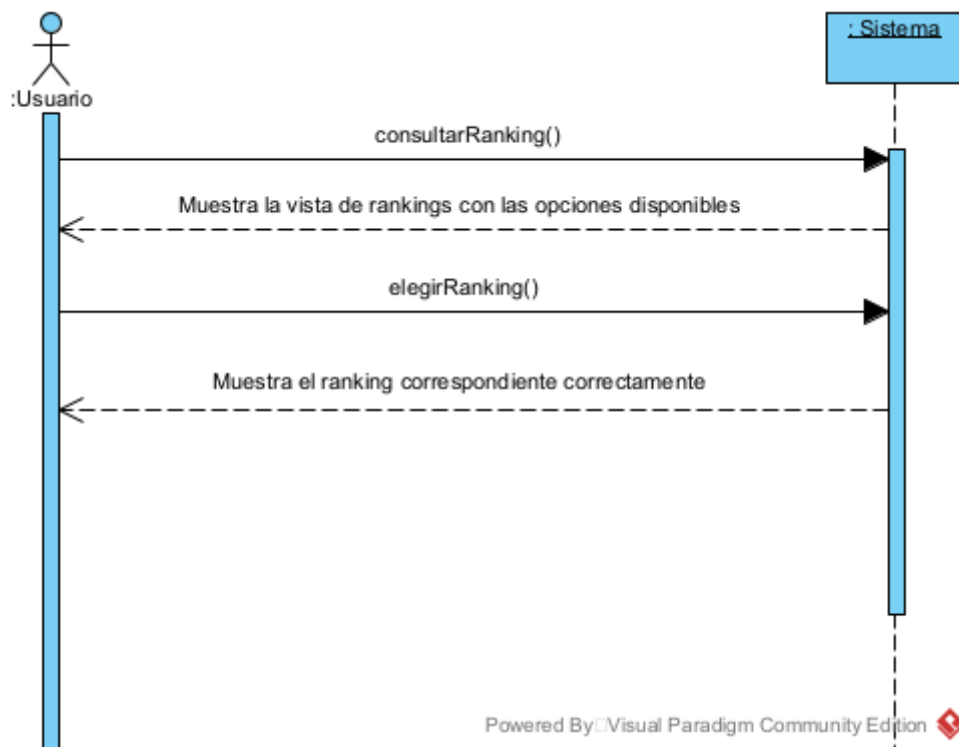 : Sistema
:Usuario
consultarRanking()
Muestra la vista de rankings con las opciones disponibles
elegirRanking()
Muestra el ranking correspondiente correctamente
Powered By□Visual Paradigm Community Edition